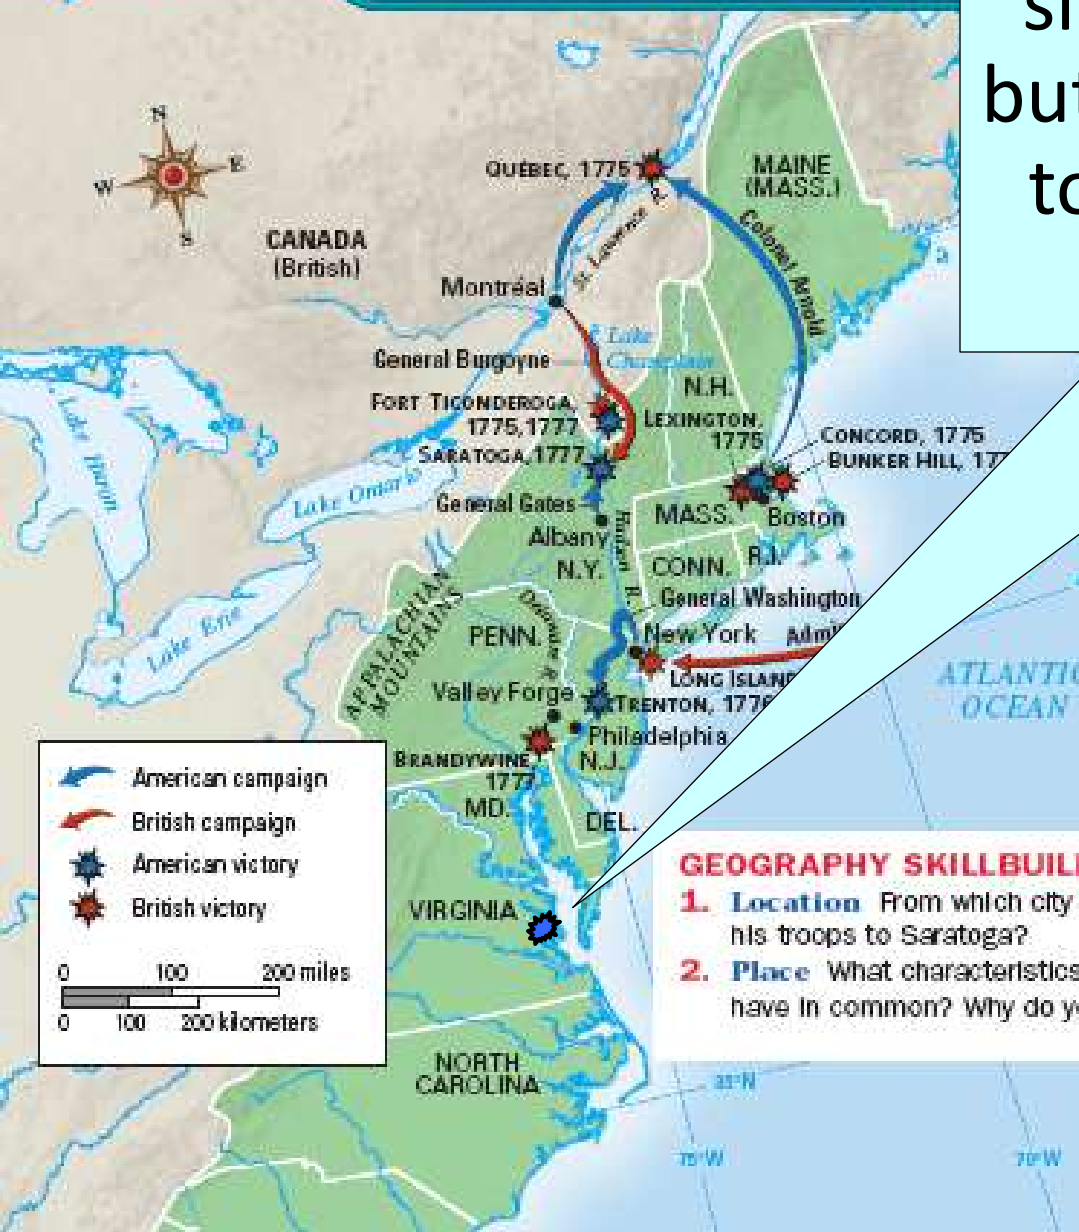 but
to
N
E
W
S
QUÉBEC, 1775
MAINE
(MASS.)
St. Lawrence R.
Colonel Arnold
CANADA
(British)
Montréal
Lake
Champlain
General Burgoyne
N.H.
FORT TICONDEROGA,
1775,1777
LEXINGTON,
1775
CONCORD, 1775
BUNKER HILL, 177
SARATOGA, 1777
Lake Huron
Lake Ontario
General Gates
MASS.
Boston
Albany
Hudson R.
N.Y.
CONN.
R.I.
General Washington
APPALACHIAN
MOUNTAINS
Lake Erie
Delaware R.
PENN.
New York
Admi
LONG ISLAND
Valley Forge
TRENTON, 1776
ATLANTIC
OCEAN
Philadelphia
BRANDYWINE,
1777
N.J.
MD.
DEL.
American campaign
British campaign
American victory
British victory
0 100 200 miles
0 100 200 kilometers
VIRGINIA
NORTH
CAROLINA
GEOGRAPHY SKILLBUIL
1. Location From which city
his troops to Saratoga?
2. Place What characteristics
have in common? Why do yo
75°W
70°W